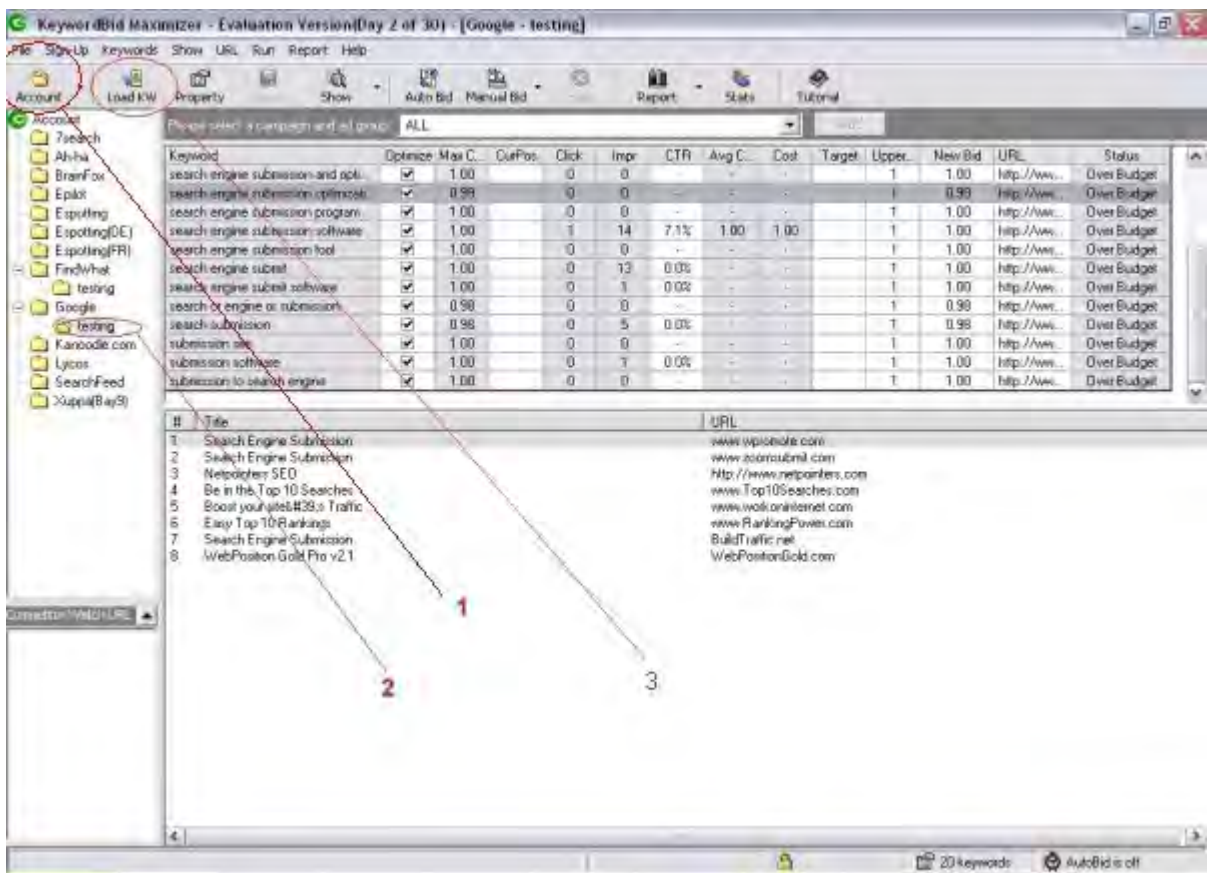 KeywordBid Maximizer - Evaluation Version(Day 2 of 30) - [Google - testing]
File Sign-Up Keywords Show URL Run Report Help
Account Load KW Property Show Auto Bid Manual Bid Report Stats Tutorial
Please select a campaign and ad group: ALL
Account
7search
Ah-ha
BrainFox
Epilot
Espotting
Espotting(DE)
Espotting(FR)
FindWhat
testing
Google
testing
Kanoodle.com
Lycos
SearchFeed
Xuppa(Bay9)
Keyword Optimize Max C... CurPos. Click Impr CTR Avg C... Cost Target Upper... New Bid URL Status
search engine submission and opti... 1.00 0 0 - - - 1 1.00 http://ww... Over Budget
search engine submission optimizati... 0.98 0 0 - - - 1 0.98 http://ww... Over Budget
search engine submission program 1.00 0 0 - - - 1 1.00 http://ww... Over Budget
search engine submission software 1.00 1 14 7.1% 1.00 1.00 1 1.00 http://ww... Over Budget
search engine submission tool 1.00 0 0 - - - 1 1.00 http://ww... Over Budget
search engine submit 1.00 0 13 0.0% - - 1 1.00 http://ww... Over Budget
search engine submit software 1.00 0 1 0.0% - - 1 1.00 http://ww... Over Budget
search or engine or submission 0.98 0 0 - - - 1 0.98 http://ww... Over Budget
search submission 0.98 0 5 0.0% - - 1 0.98 http://ww... Over Budget
submission site 1.00 0 0 - - - 1 1.00 http://ww... Over Budget
submission software 1.00 0 1 0.0% - - 1 1.00 http://ww... Over Budget
submission to search engine 1.00 0 0 - - - 1 1.00 http://ww... Over Budget
# Title URL
1 Search Engine Submission www.wpromote.com
2 Search Engine Submission www.zoomsubmit.com
3 Netpointers SEO http://www.netpointers.com
4 Be in the Top 10 Searches www.Top10Searches.com
5 Boost your site&#39;s Traffic www.workoninternet.com
6 Easy Top 10 Rankings www.RankingPower.com
7 Search Engine Submission BuildTraffic.net
8 WebPosition Gold Pro v2.1 WebPositionGold.com
1
2
3
20 keywords AutoBid is off